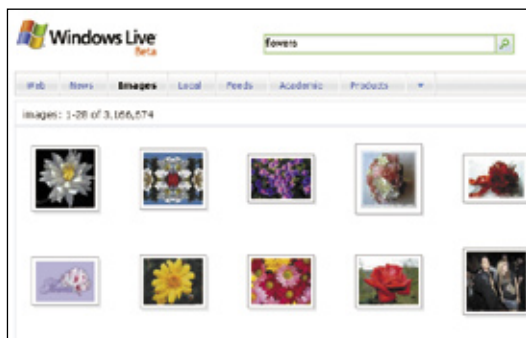 Windows Live
Beta
flowers
Web News Images Local Feeds Academic Products
images: 1-28 of 3,166,674